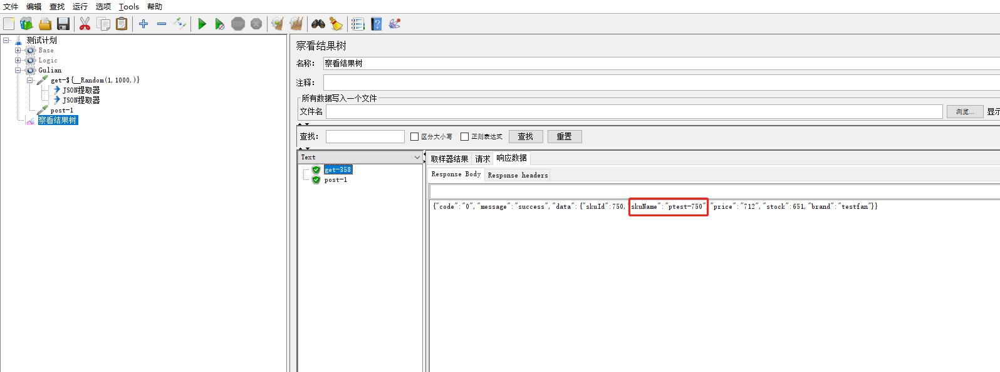 文件 编辑 查找 运行 选项 Tools 帮助
测试计划
Base
Logic
Gulian
get-${__Random(1,1000,)}
JSON提取器
JSON提取器
post-1
察看结果树
察看结果树
名称： 察看结果树
注释：
所有数据写入一个文件
文件名 浏览... 显示
查找： 区分大小写 正则表达式 查找 重置
Text
get-358
post-1
取样器结果 请求 响应数据
Response Body Response headers
{"code":"0","message":"success","data":{"skuId":750,"skuName":"ptest-750","price":"712","stock":651,"brand":"testfan"}}